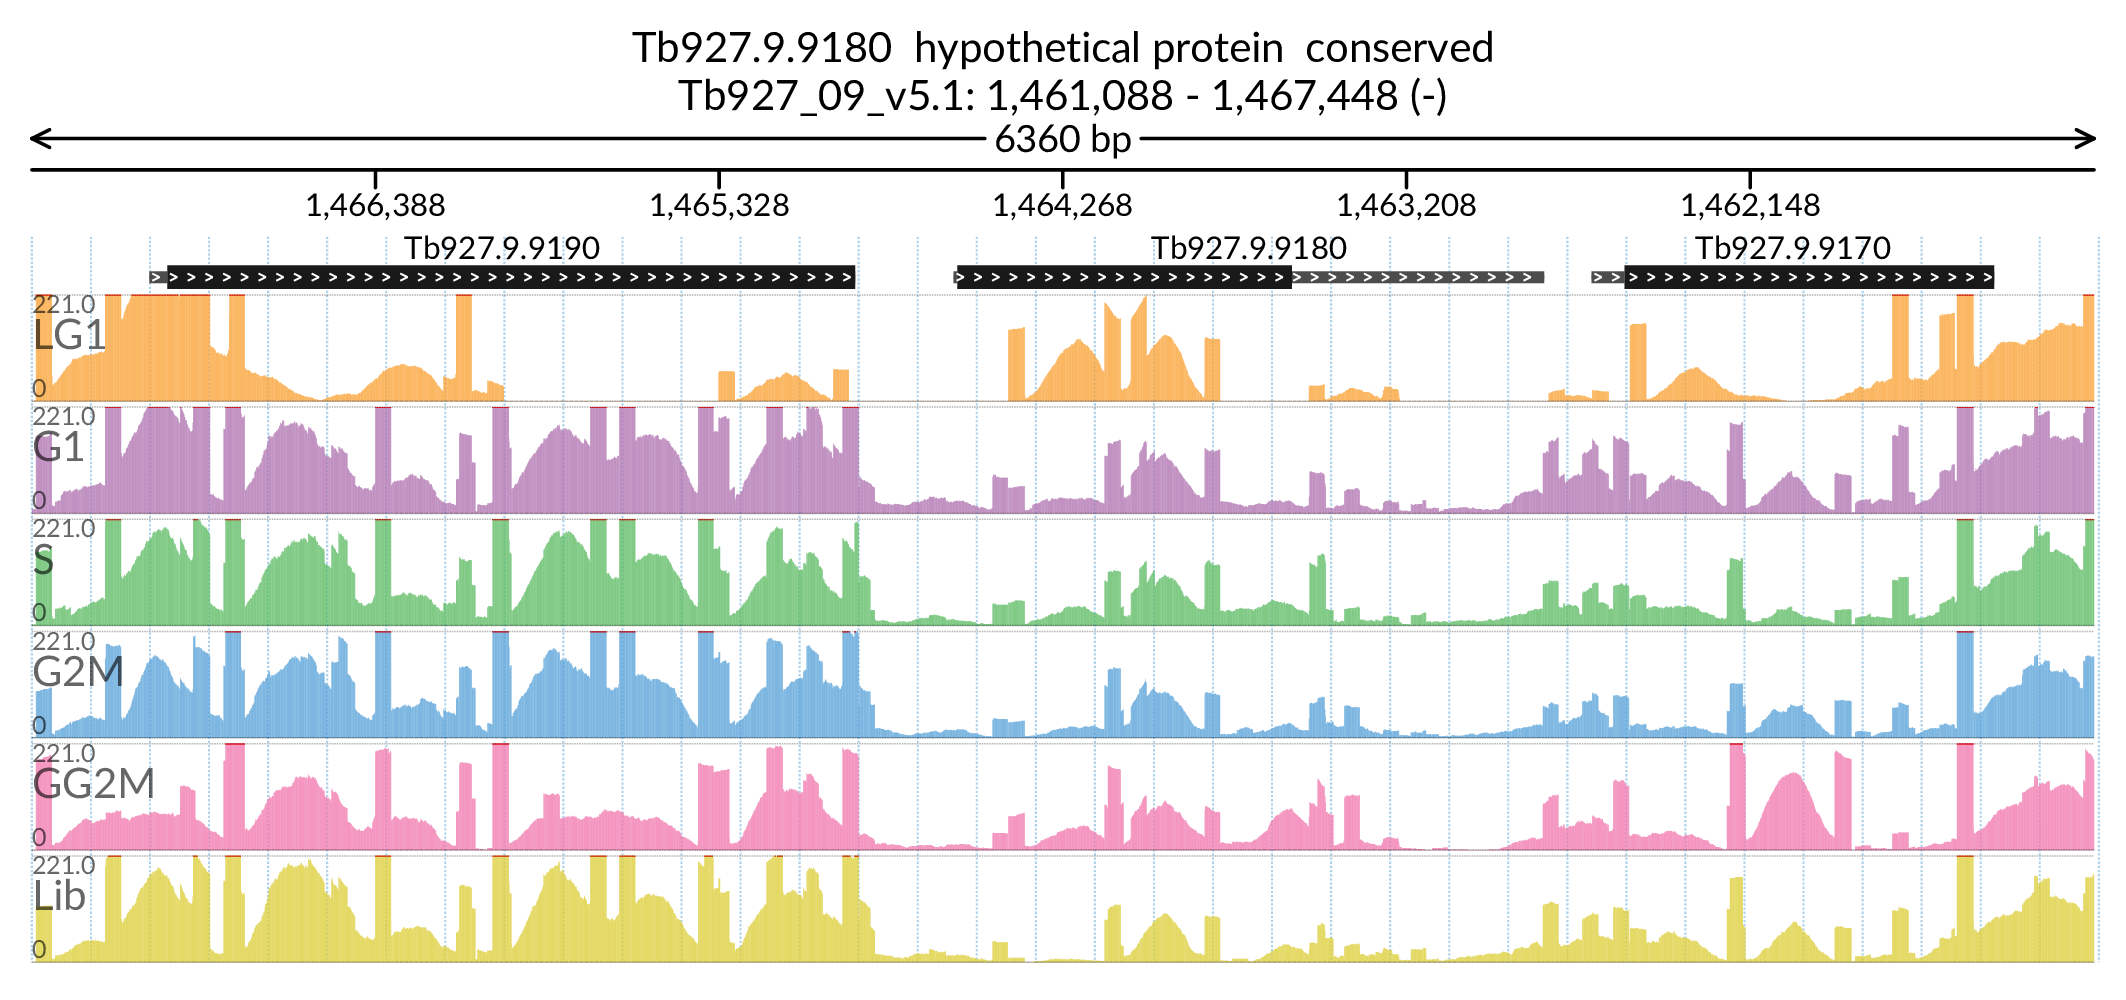 Tb927.9.9180  hypothetical protein  conserved
Tb927_09_v5.1: 1,461,088 - 1,467,448 (-)
6360 bp
1,466,388 1,465,328 1,464,268 1,463,208 1,462,148
Tb927.9.9190 Tb927.9.9180 Tb927.9.9170
221.0
LG1
0
221.0
G1
0
221.0
S
0
221.0
G2M
0
221.0
GG2M
0
221.0
Lib
0